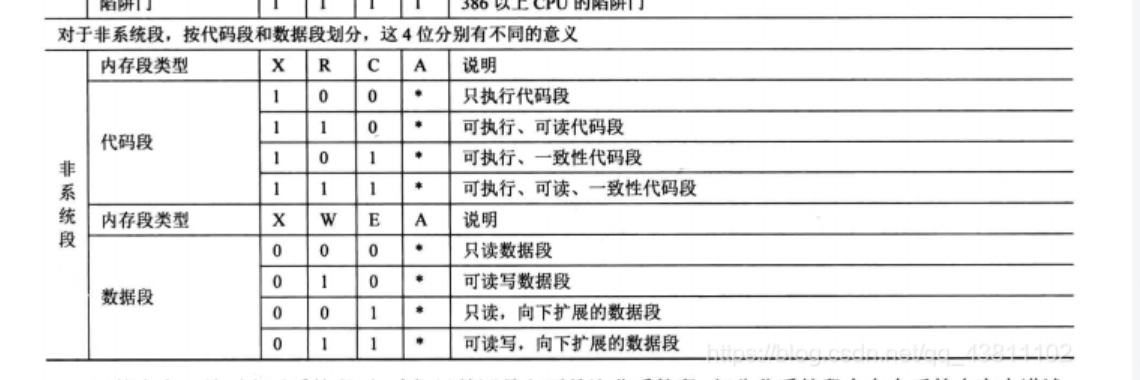 陷阱门 1 1 1 1 386 以上 CPU 的陷阱门
对于非系统段，按代码段和数据段划分，这 4 位分别有不同的意义
非系统段
内存段类型 X R C A 说明
代码段
1 0 0 * 只执行代码段
1 1 0 * 可执行、可读代码段
1 0 1 * 可执行、一致性代码段
1 1 1 * 可执行、可读、一致性代码段
内存段类型 X W E A 说明
数据段
0 0 0 * 只读数据段
0 1 0 * 可读写数据段
0 0 1 * 只读，向下扩展的数据段
0 1 1 * 可读写，向下扩展的数据段
https://blog.csdn.net/qq_43811102